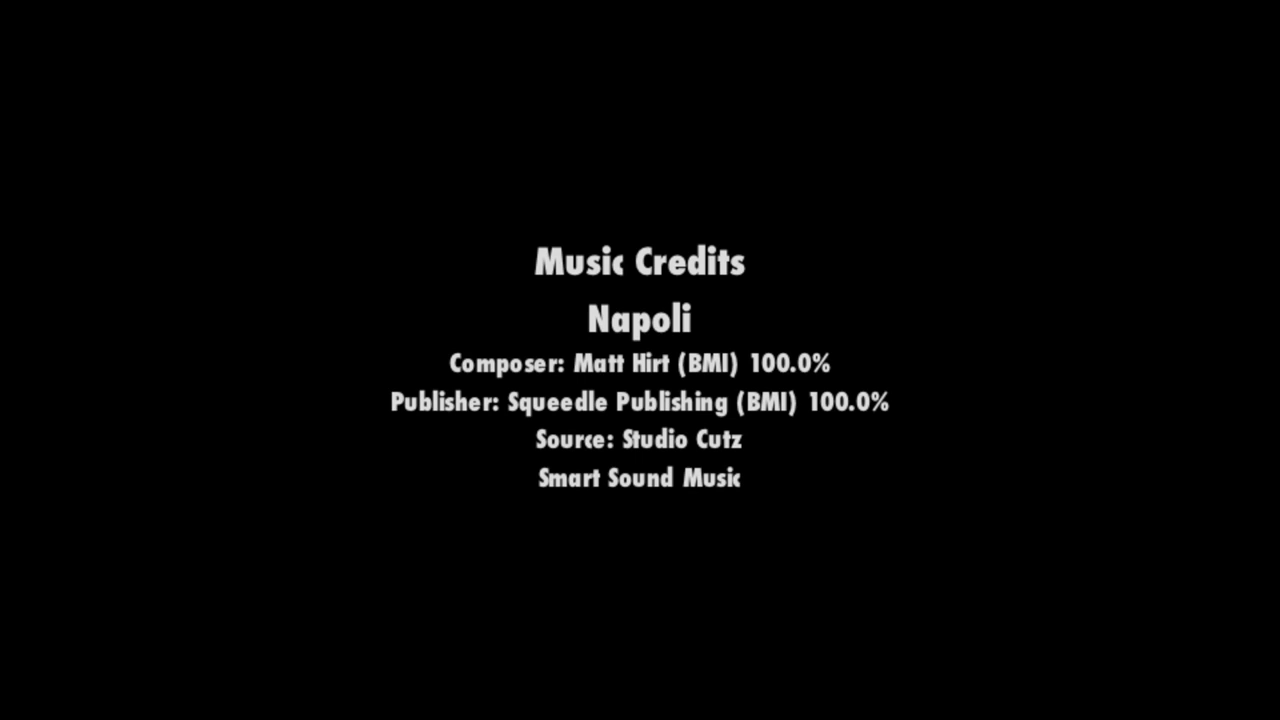 Music Credits
Napoli
Composer: Matt Hirt (BMI) 100.0%
Publisher: Squeedle Publishing (BMI) 100.0%
Source: Studio Cutz
Smart Sound Music